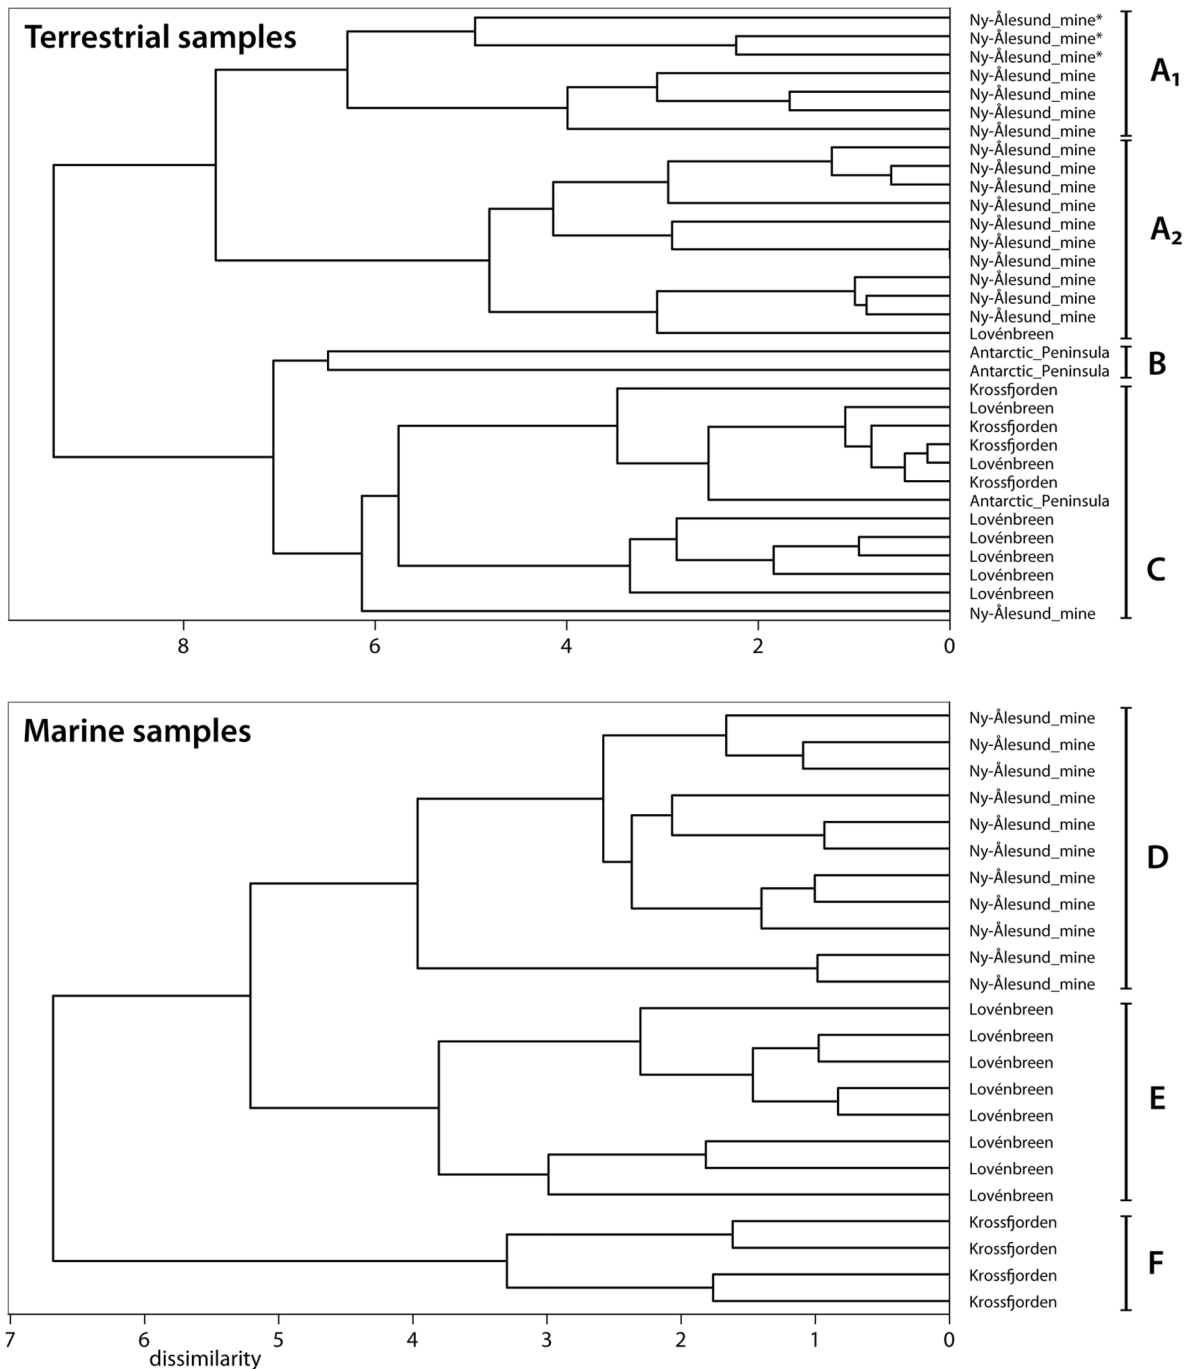 Terrestrial samples
Ny-Ålesund_mine*
Ny-Ålesund_mine*
Ny-Ålesund_mine*
Ny-Ålesund_mine
Ny-Ålesund_mine
Ny-Ålesund_mine
Ny-Ålesund_mine
A₁
Ny-Ålesund_mine
Ny-Ålesund_mine
Ny-Ålesund_mine
Ny-Ålesund_mine
Ny-Ålesund_mine
Ny-Ålesund_mine
Ny-Ålesund_mine
Ny-Ålesund_mine
Ny-Ålesund_mine
Ny-Ålesund_mine
Lovénbreen
A₂
Antarctic_Peninsula
Antarctic_Peninsula
B
Krossfjorden
Lovénbreen
Krossfjorden
Krossfjorden
Lovénbreen
Krossfjorden
Antarctic_Peninsula
Lovénbreen
Lovénbreen
Lovénbreen
Lovénbreen
Lovénbreen
Ny-Ålesund_mine
C
8 6 4 2 0
Marine samples
Ny-Ålesund_mine
Ny-Ålesund_mine
Ny-Ålesund_mine
Ny-Ålesund_mine
Ny-Ålesund_mine
Ny-Ålesund_mine
Ny-Ålesund_mine
Ny-Ålesund_mine
Ny-Ålesund_mine
Ny-Ålesund_mine
Ny-Ålesund_mine
D
Lovénbreen
Lovénbreen
Lovénbreen
Lovénbreen
Lovénbreen
Lovénbreen
Lovénbreen
Lovénbreen
E
Krossfjorden
Krossfjorden
Krossfjorden
Krossfjorden
F
7 6 5 4 3 2 1 0
dissimilarity